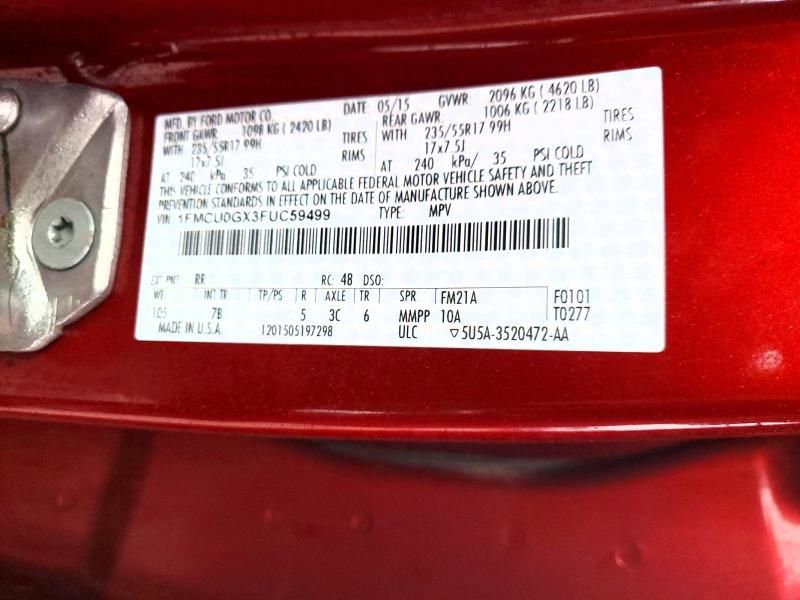 MFD. BY FORD MOTOR CO. DATE: 05/15 GVWR: 2096 KG ( 4620 LB)
FRONT GAWR: 1098 KG ( 2420 LB) REAR GAWR: 1006 KG ( 2218 LB)
WITH 235/55R17 99H TIRES WITH 235/55R17 99H TIRES
17x7.5J RIMS 17x7.5J RIMS
AT 240 kPa/ 35 PSI COLD AT 240 kPa/ 35 PSI COLD
THIS VEHICLE CONFORMS TO ALL APPLICABLE FEDERAL MOTOR VEHICLE SAFETY AND THEFT
PREVENTION STANDARDS IN EFFECT ON THE DATE OF MANUFACTURE SHOWN ABOVE.
VIN: 1FMCU0GX3FUC59499 TYPE: MPV
EXT PNT: RR RC: 48 DSO:
WB INT TR TP/PS R AXLE TR SPR FM21A F0101
105 7B 5 3C 6 MMPP 10A T0277
MADE IN U.S.A. 1201505197298 ULC ▽5U5A-3520472-AA